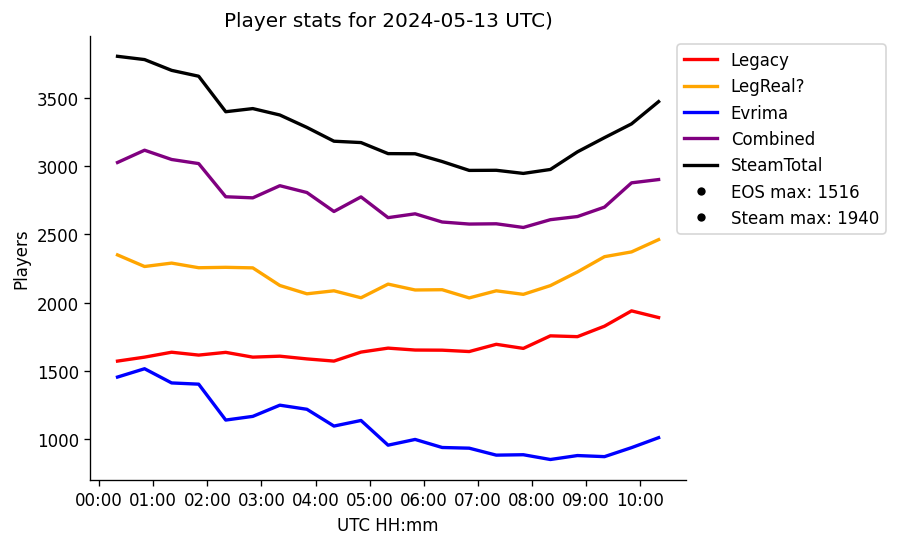 Player stats for 2024-05-13 UTC)
Players
3500
3000
2500
2000
1500
1000
00:00 01:00 02:00 03:00 04:00 05:00 06:00 07:00 08:00 09:00 10:00
UTC HH:mm
Legacy
LegReal?
Evrima
Combined
SteamTotal
EOS max: 1516
Steam max: 1940